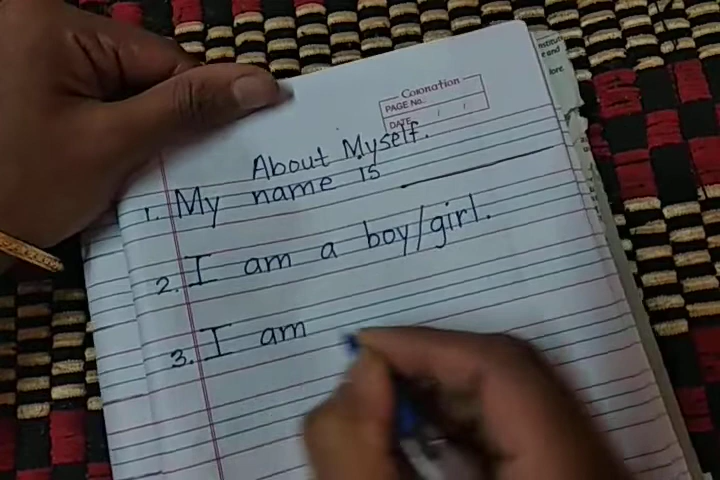 Coronation
PAGE No.
DATE / /
About Myself.
1. My name is
2. I am a boy/girl.
3. I am